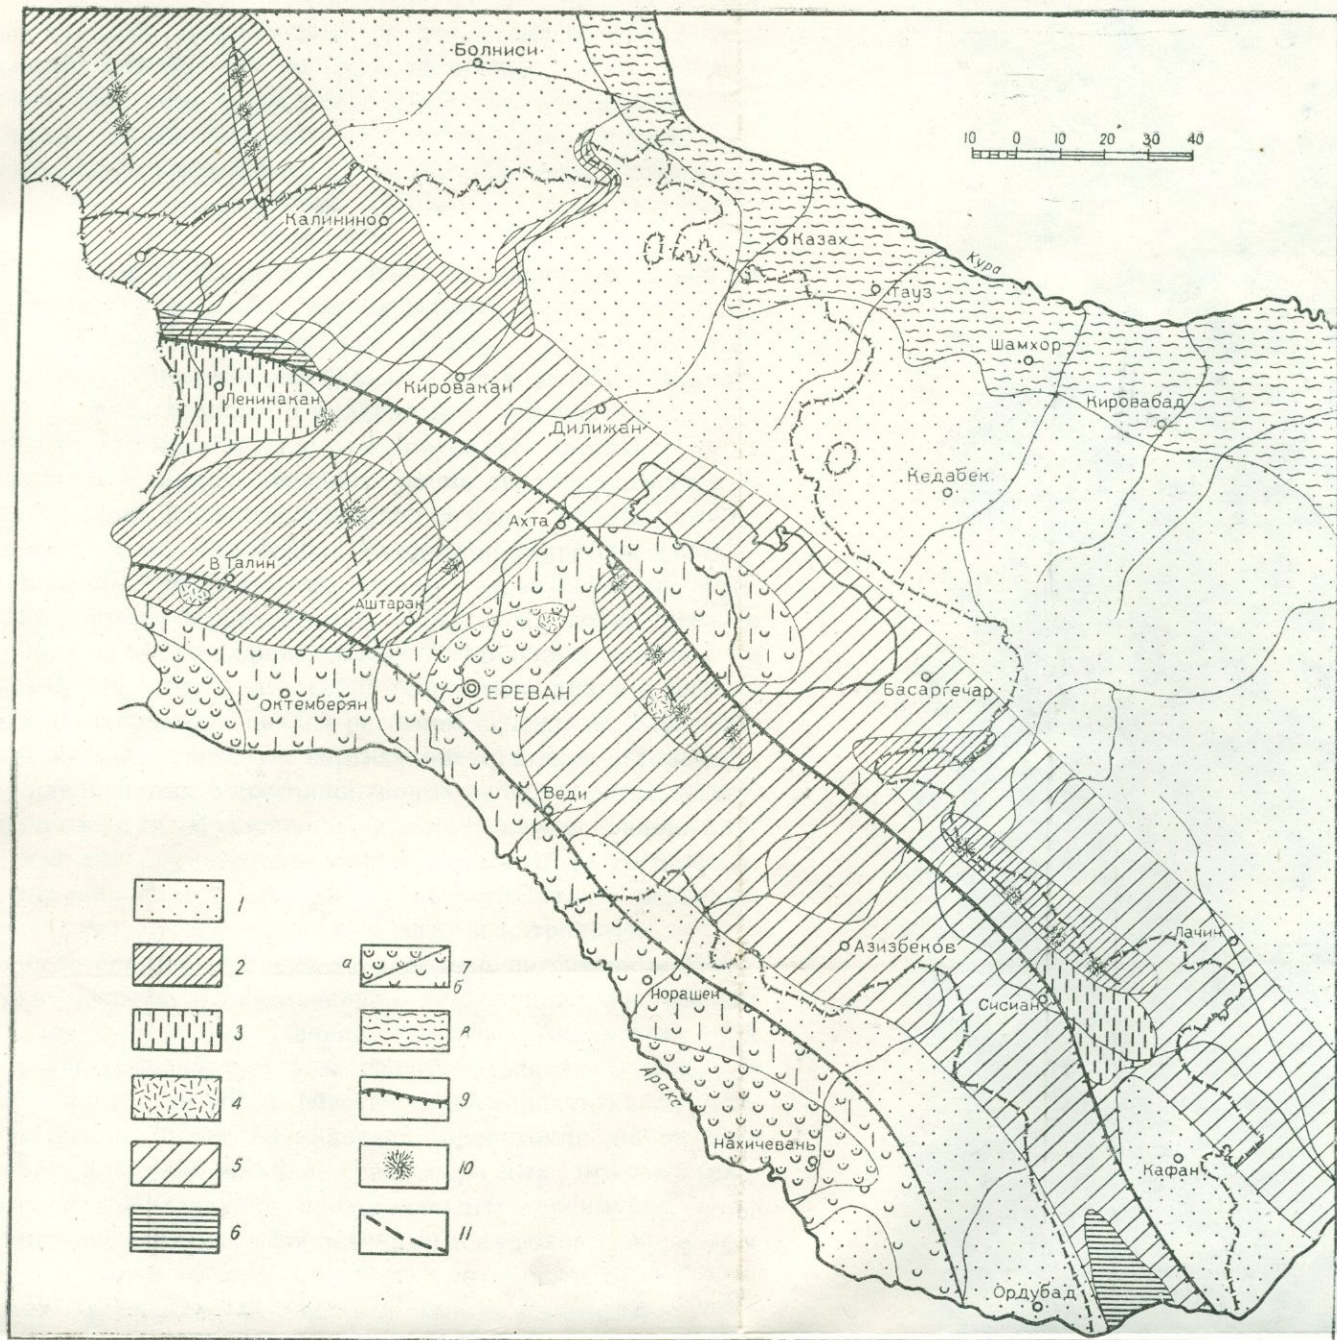 Болниси
10 0 10 20 30 40
Калинино
Казах
Кура
Тауз
Шамхор
Ленинакан
Кировакан
Кировабад
Дилижан
Кедабек
Ахта
В Талин
Аштарак
ЕРЕВАН
Басаргечар
Октемберян
Веди
1
Лачин
Азизбеков
2
а 7
б
Норашен
Сисиан
3
8
Аракс
4
9
Нахичевань
Кафан
5
10
6
11
Ордубад